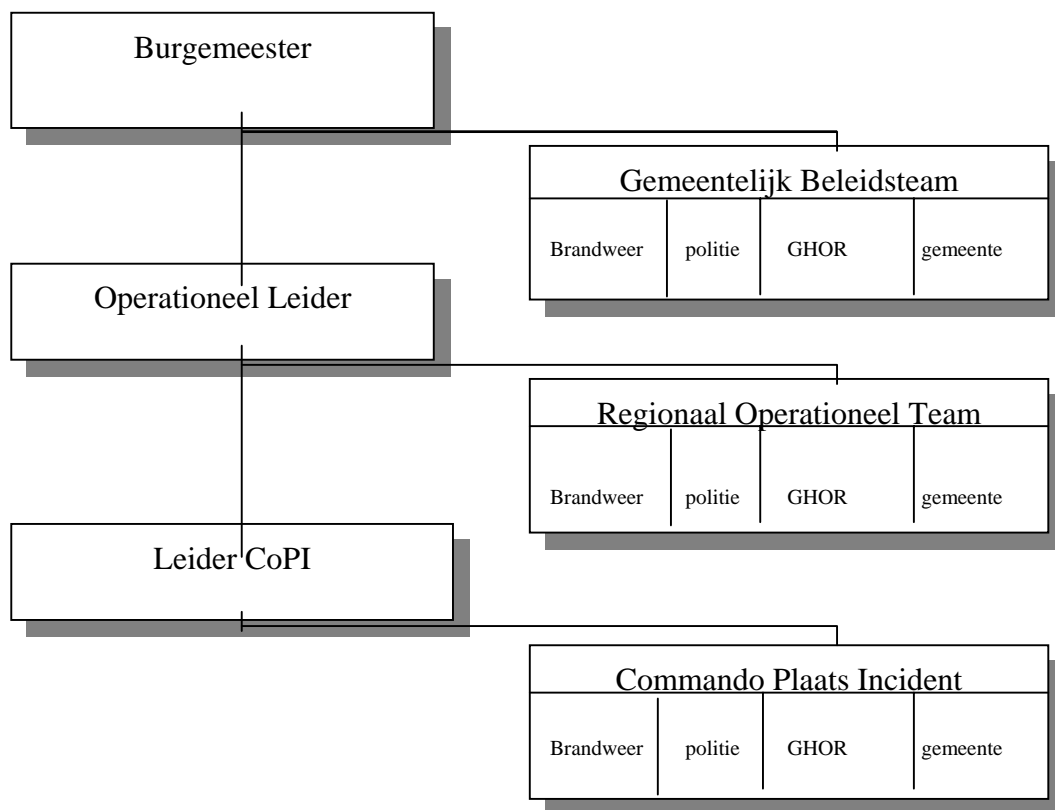 Burgemeester
Gemeentelijk Beleidsteam
Brandweer politie GHOR gemeente
Operationeel Leider
Regionaal Operationeel Team
Brandweer politie GHOR gemeente
Leider CoPI
Commando Plaats Incident
Brandweer politie GHOR gemeente